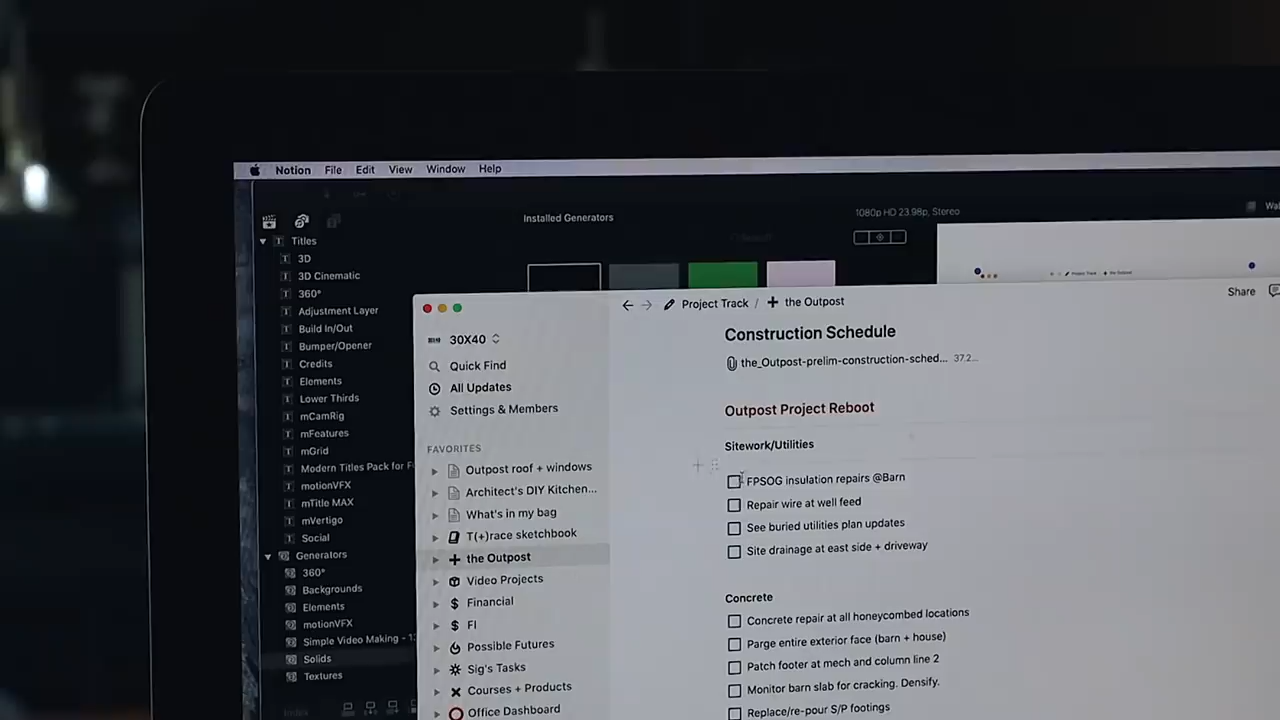 Notion File Edit View Window Help
Installed Generators
1080p HD 23.98p, Stereo
Titles
3D
3D Cinematic
360°
Adjustment Layer
Build In/Out
Bumper/Opener
Credits
Elements
Lower Thirds
mCamRig
mFeatures
mGrid
Modern Titles Pack for F
motionVFX
mTitle MAX
mVertigo
Social
Generators
360°
Backgrounds
Elements
motionVFX
Simple Video Making - 1
Solids
Textures
30X40
Quick Find
All Updates
Settings & Members
FAVORITES
Outpost roof + windows
Architect's DIY Kitchen...
What's in my bag
T(+)race sketchbook
the Outpost
Video Projects
Financial
FI
Possible Futures
Sig's Tasks
Courses + Products
Office Dashboard
Project Track / the Outpost
Share
Construction Schedule
the_Outpost-prelim-construction-sched... 37.2...
Outpost Project Reboot
Sitework/Utilities
FPSOG insulation repairs @Barn
Repair wire at well feed
See buried utilities plan updates
Site drainage at east side + driveway
Concrete
Concrete repair at all honeycombed locations
Parge entire exterior face (barn + house)
Patch footer at mech and column line 2
Monitor barn slab for cracking. Densify.
Replace/re-pour S/P footings